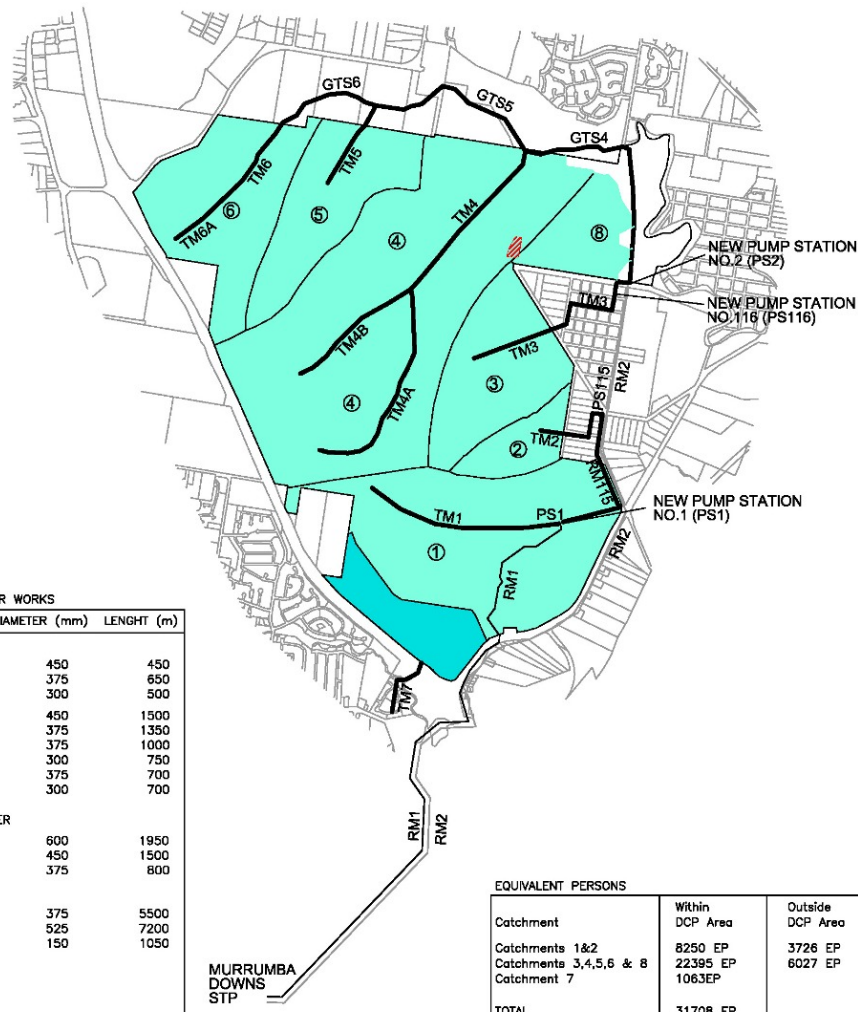 GTS6
GTS5
GTS4
TM5
TM6
TM4
TM6A
⑥
⑤
④
⑧
NEW PUMP STATION
NO.2 (PS2)
TM3
NEW PUMP STATION
NO.116 (PS116)
TM4B
TM3
RM2
③
PS115
④
TM4A
TM2
②
RM115
NEW PUMP STATION
NO.1 (PS1)
TM1
PS1
RM2
①
RM1
TM7
RM1
RM2
MURRUMBA
DOWNS
STP
R WORKS
IAMETER (mm) LENGHT (m)
450 450
375 650
300 500
450 1500
375 1350
375 1000
300 750
375 700
300 700
ER
600 1950
450 1500
375 800
375 5500
525 7200
150 1050
EQUIVALENT PERSONS
Catchment Within DCP Area Outside DCP Area
Catchments 1&2 8250 EP 3726 EP
Catchments 3,4,5,6 & 8 22395 EP 6027 EP
Catchment 7 1063EP
TOTAL 31708 EP